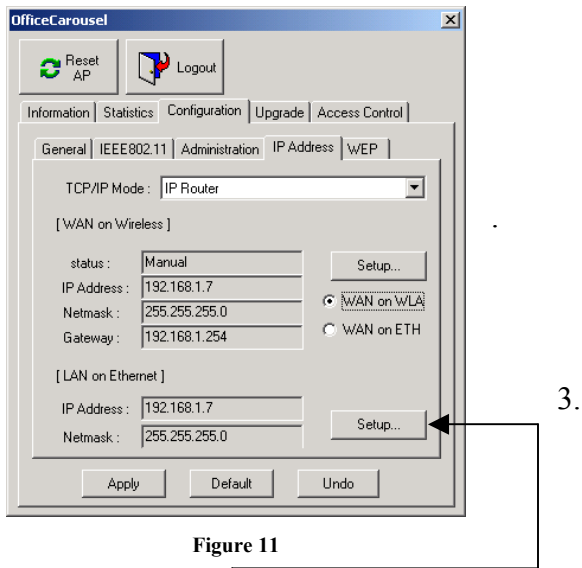 OfficeCarousel
Reset AP
Logout
Information Statistics Configuration Upgrade Access Control
General IEEE802.11 Administration IP Address WEP
TCP/IP Mode : IP Router
[ WAN on Wireless ]
.
status : Manual Setup...
IP Address : 192.168.1.7
WAN on WLA
Netmask : 255.255.255.0
WAN on ETH
Gateway : 192.168.1.254
[ LAN on Ethernet ]
3.
IP Address : 192.168.1.7
Setup...
Netmask : 255.255.255.0
Apply Default Undo
Figure 11